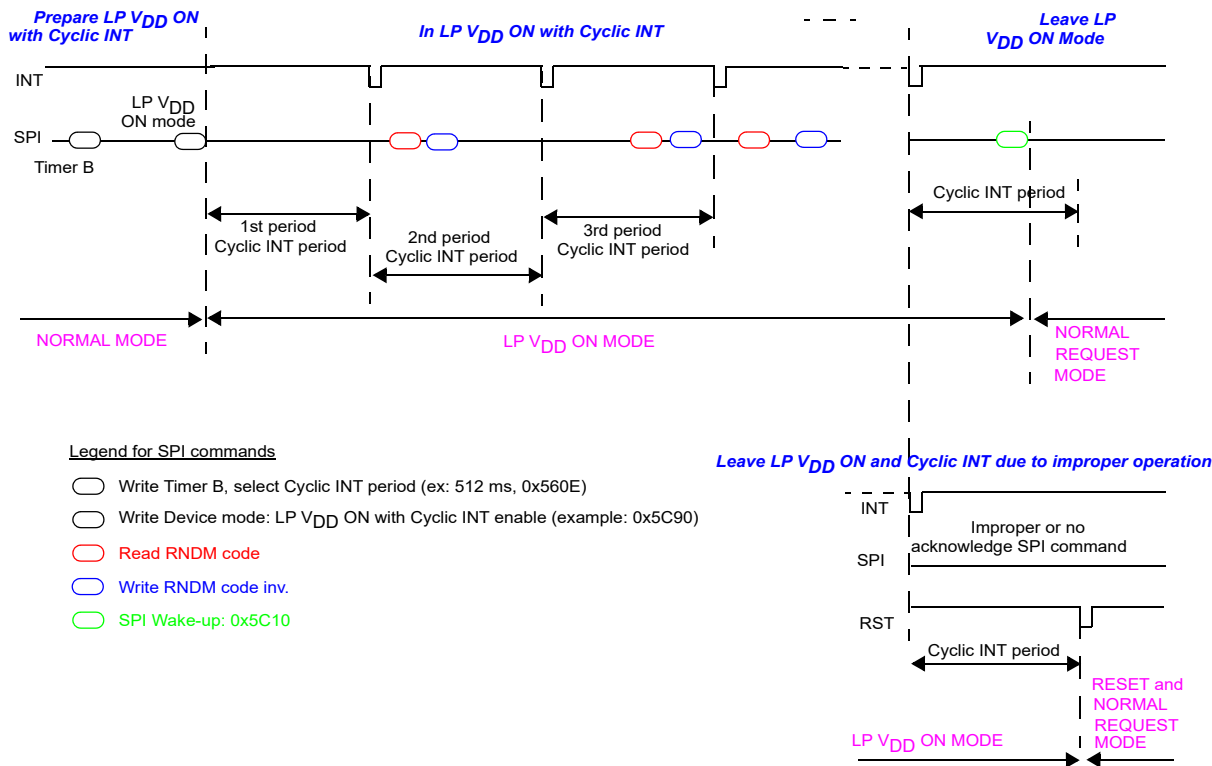 Prepare LP VDD ON
with Cyclic INT
In LP VDD ON with Cyclic INT
Leave LP
VDD ON Mode
INT
LP VDD
ON mode
SPI
Timer B
1st period
Cyclic INT period
2nd period
Cyclic INT period
3rd period
Cyclic INT period
Cyclic INT period
NORMAL MODE
LP VDD ON MODE
NORMAL
REQUEST
MODE
Legend for SPI commands
Write Timer B, select Cyclic INT period (ex: 512 ms, 0x560E)
Write Device mode: LP VDD ON with Cyclic INT enable (example: 0x5C90)
Read RNDM code
Write RNDM code inv.
SPI Wake-up: 0x5C10
Leave LP VDD ON and Cyclic INT due to improper operation
INT
Improper or no
acknowledge SPI command
SPI
RST
Cyclic INT period
RESET and
NORMAL
REQUEST
MODE
LP VDD ON MODE